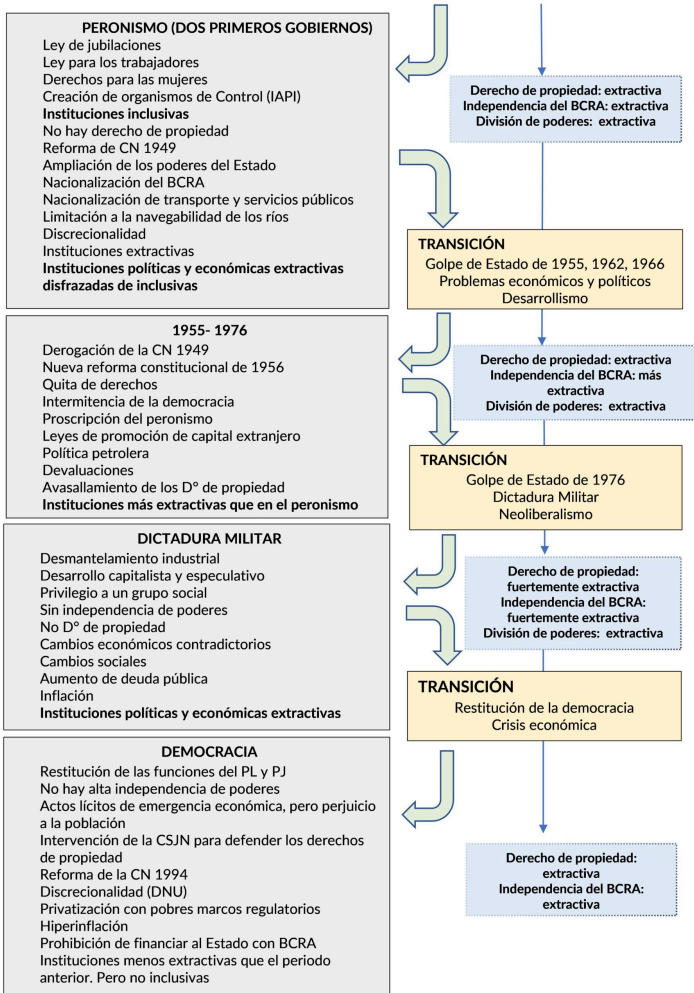 PERONISMO (DOS PRIMEROS GOBIERNOS)
Ley de jubilaciones
Ley para los trabajadores
Derechos para las mujeres
Creación de organismos de Control (IAPI)
Instituciones inclusivas
No hay derecho de propiedad
Reforma de CN 1949
Ampliación de los poderes del Estado
Nacionalización del BCRA
Nacionalización de transporte y servicios públicos
Limitación a la navegabilidad de los ríos
Discrecionalidad
Instituciones extractivas
Instituciones políticas y económicas extractivas
disfrazadas de inclusivas
Derecho de propiedad: extractiva
Independencia del BCRA: extractiva
División de poderes: extractiva
TRANSICIÓN
Golpe de Estado de 1955, 1962, 1966
Problemas económicos y políticos
Desarrollismo
1955- 1976
Derogación de la CN 1949
Nueva reforma constitucional de 1956
Quita de derechos
Intermitencia de la democracia
Proscripción del peronismo
Leyes de promoción de capital extranjero
Política petrolera
Devaluaciones
Avasallamiento de los D° de propiedad
Instituciones más extractivas que en el peronismo
Derecho de propiedad: extractiva
Independencia del BCRA: más
extractiva
División de poderes: extractiva
TRANSICIÓN
Golpe de Estado de 1976
Dictadura Militar
Neoliberalismo
DICTADURA MILITAR
Desmantelamiento industrial
Desarrollo capitalista y especulativo
Privilegio a un grupo social
Sin independencia de poderes
No D° de propiedad
Cambios económicos contradictorios
Cambios sociales
Aumento de deuda pública
Inflación
Instituciones políticas y económicas extractivas
Derecho de propiedad:
fuertemente extractiva
Independencia del BCRA:
fuertemente extractiva
División de poderes: extractiva
TRANSICIÓN
Restitución de la democracia
Crisis económica
DEMOCRACIA
Restitución de las funciones del PL y PJ
No hay alta independencia de poderes
Actos lícitos de emergencia económica, pero perjuicio
a la población
Intervención de la CSJN para defender los derechos
de propiedad
Reforma de la CN 1994
Discrecionalidad (DNU)
Privatización con pobres marcos regulatorios
Hiperinflación
Prohibición de financiar al Estado con BCRA
Instituciones menos extractivas que el periodo
anterior. Pero no inclusivas
Derecho de propiedad:
extractiva
Independencia del BCRA:
extractiva